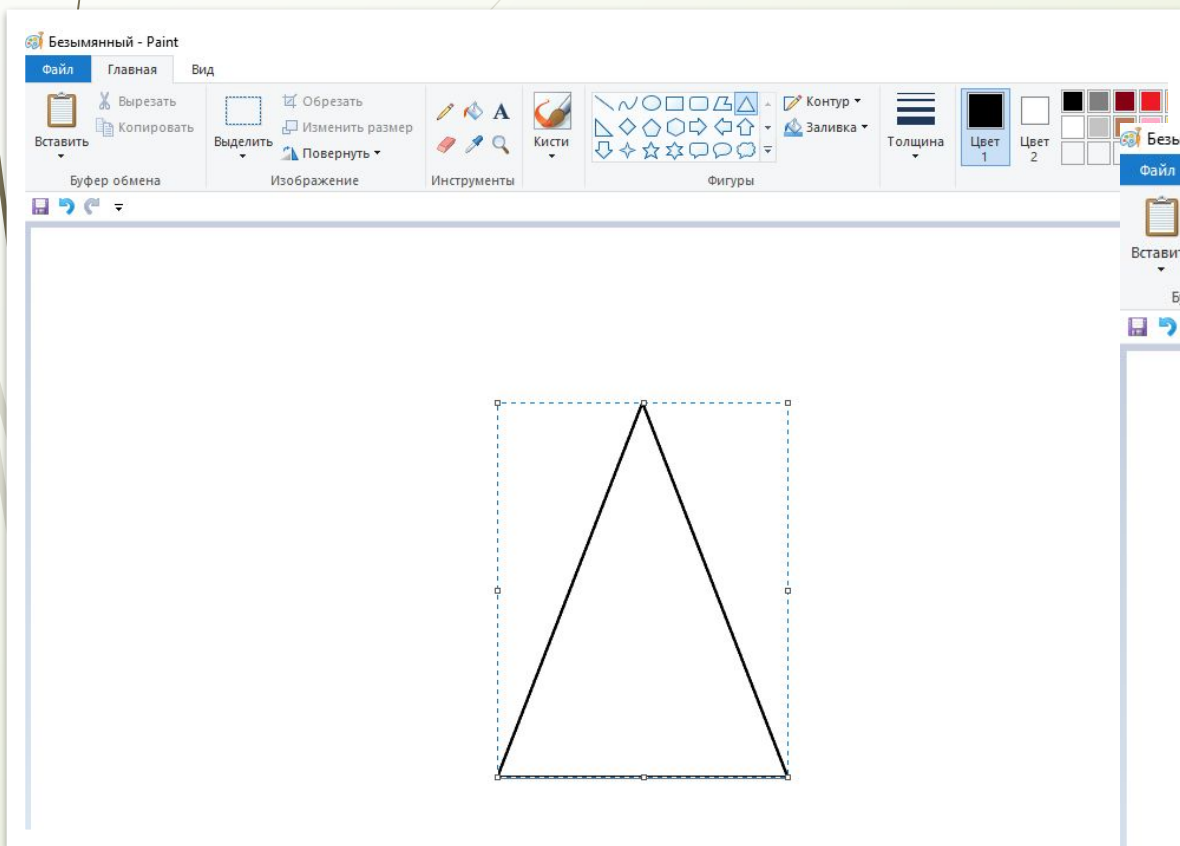 Безымянный - Paint
Файл Главная Вид
Вставить
Вырезать
Копировать
Буфер обмена
Выделить
Обрезать
Изменить размер
Повернуть
Изображение
A
Инструменты
Кисти
Контур
Заливка
Фигуры
Толщина
Цвет 1
Цвет 2
Безы
Файл
Вставит
Б